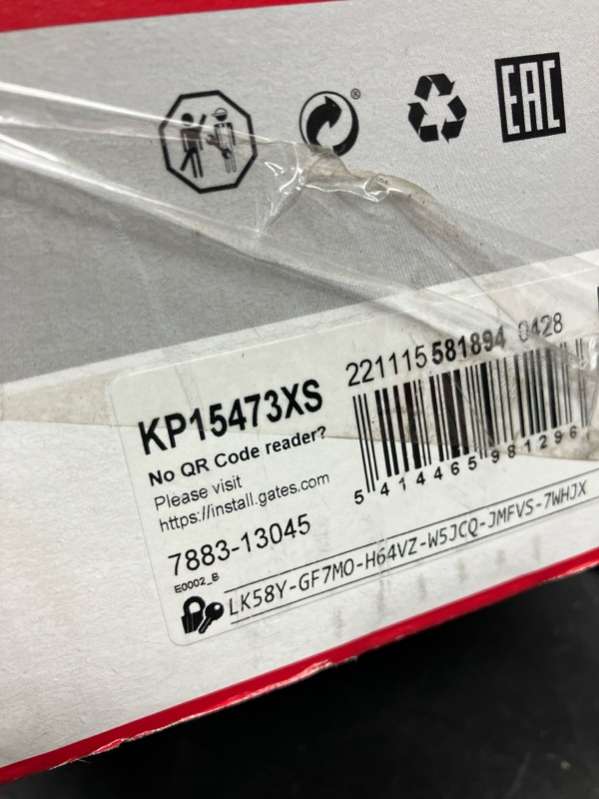 EAC
KP15473XS
221115 581894 0428
No QR Code reader?
Please visit
https://install.gates.com
7883-13045
E0002_B
5 414465 981296
LK58Y-GF7MO-H64VZ-W5JCQ-JMFVS-7WHJX